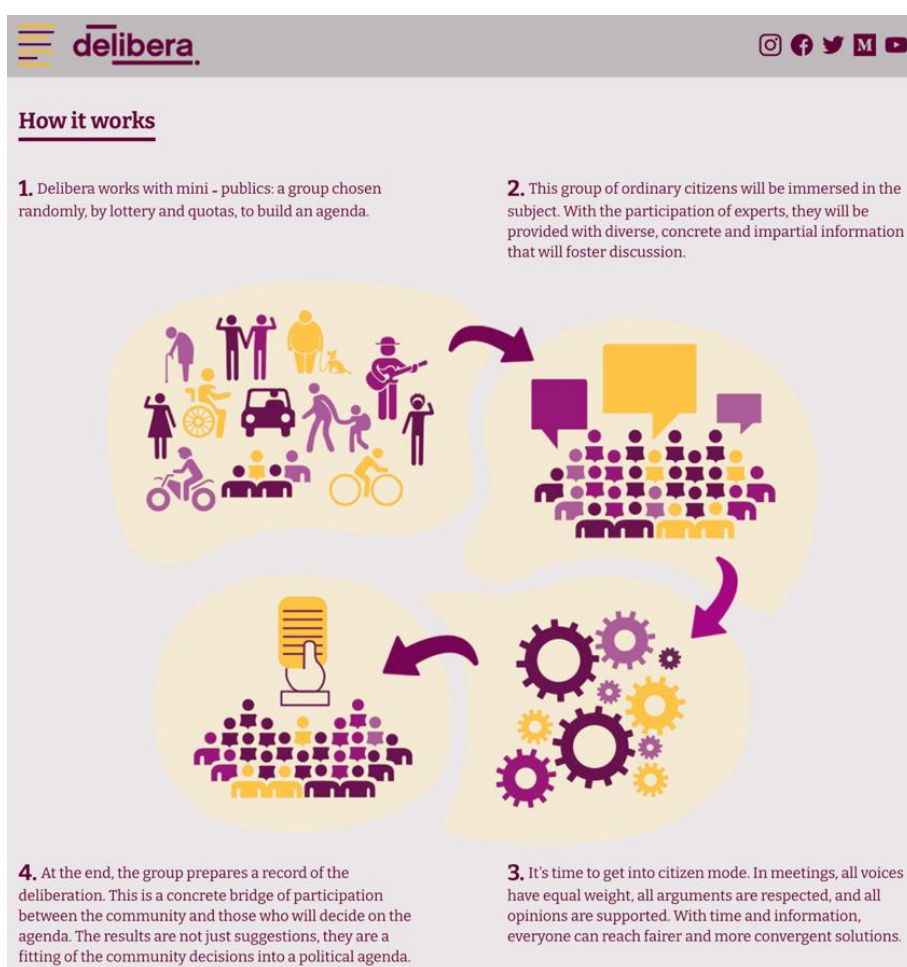 delibera.
How it works
1. Delibera works with mini - publics: a group chosen
randomly, by lottery and quotas, to build an agenda.
2. This group of ordinary citizens will be immersed in the
subject. With the participation of experts, they will be
provided with diverse, concrete and impartial information
that will foster discussion.
4. At the end, the group prepares a record of the
deliberation. This is a concrete bridge of participation
between the community and those who will decide on the
agenda. The results are not just suggestions, they are a
fitting of the community decisions into a political agenda.
3. It's time to get into citizen mode. In meetings, all voices
have equal weight, all arguments are respected, and all
opinions are supported. With time and information,
everyone can reach fairer and more convergent solutions.